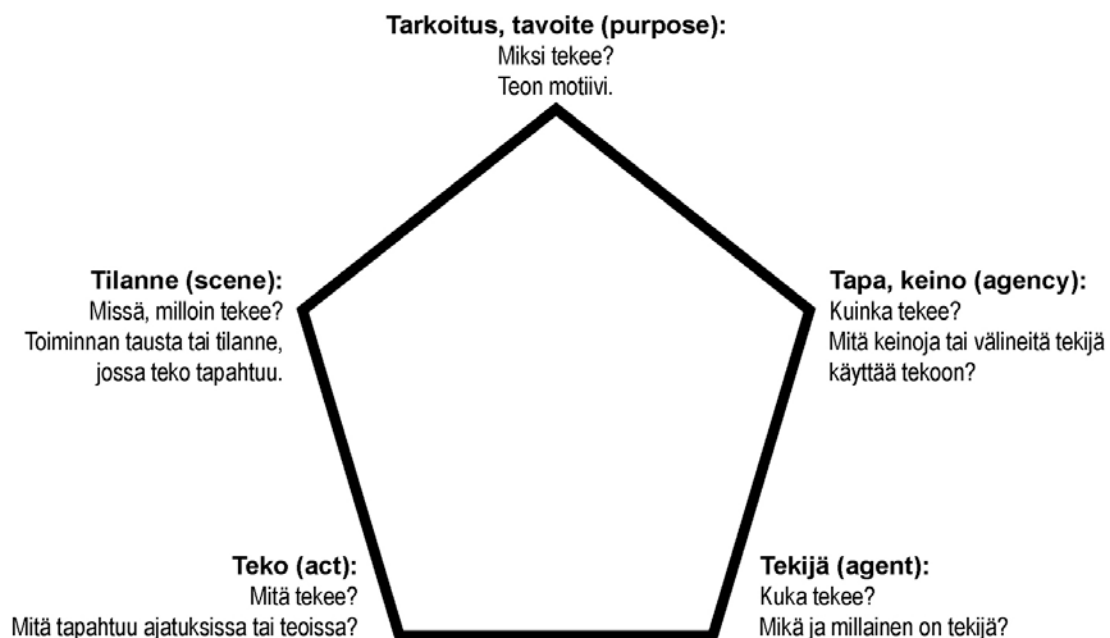 Tarkoitus, tavoite (purpose):
Miksi tekee?
Teon motiivi.
Tilanne (scene):
Missä, milloin tekee?
Toiminnan tausta tai tilanne,
jossa teko tapahtuu.
Tapa, keino (agency):
Kuinka tekee?
Mitä keinoja tai välineitä tekijä
käyttää tekoon?
Teko (act):
Mitä tekee?
Mitä tapahtuu ajatuksissa tai teoissa?
Tekijä (agent):
Kuka tekee?
Mikä ja millainen on tekijä?